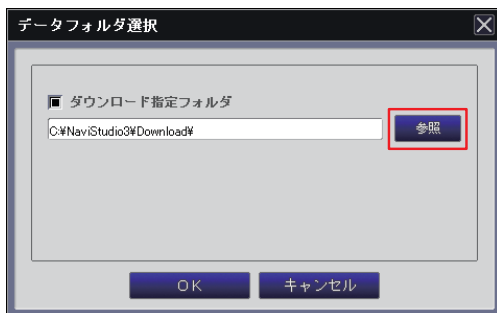 データフォルダ選択
ダウンロード指定フォルダ
C:¥NaviStudio3¥Download¥
参照
OK キャンセル